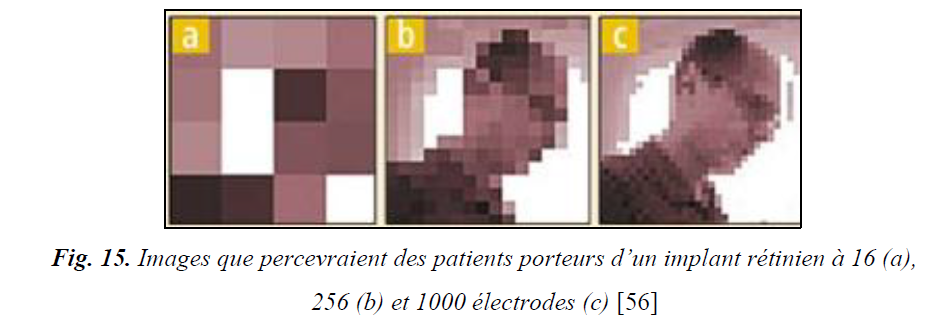 a b c
Fig. 15. Images que percevraient des patients porteurs d’un implant rétinien à 16 (a),
256 (b) et 1000 électrodes (c) [56]